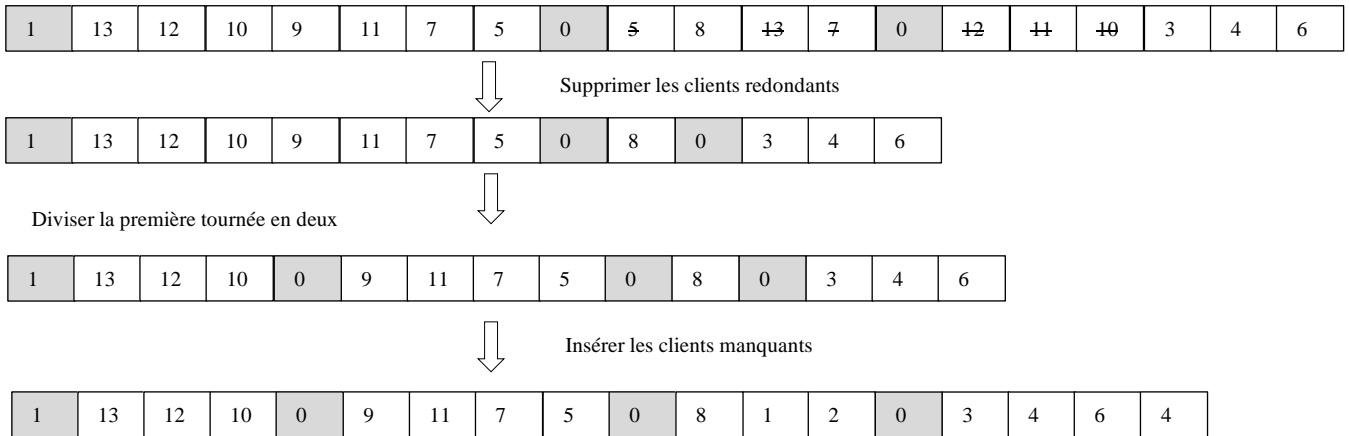 1 13 12 10 9 11 7 5 0 5 8 13 7 0 12 11 10 3 4 6
Supprimer les clients redondants
1 13 12 10 9 11 7 5 0 8 0 3 4 6
Diviser la première tournée en deux
1 13 12 10 0 9 11 7 5 0 8 0 3 4 6
Insérer les clients manquants
1 13 12 10 0 9 11 7 5 0 8 1 2 0 3 4 6 4